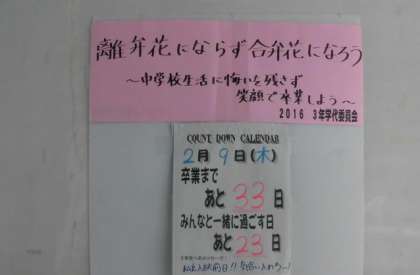 離弁花にならず合弁花になろう
～中学校生活に悔いを残さず
笑顔で卒業しよう～
2016 3年学代委員会
COUNT DOWN CALENDAR
2月9日(木)
卒業まで
あと33日
みんなと一緒に過ごす日
あと23日